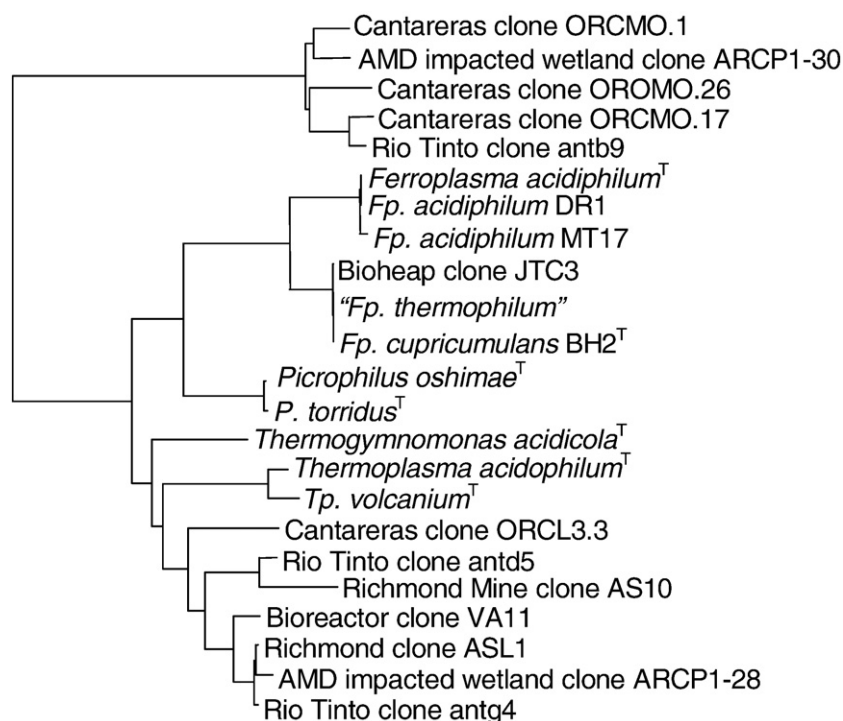 Cantareras clone ORCMO.1
AMD impacted wetland clone ARCP1-30
Cantareras clone OROMO.26
Cantareras clone ORCMO.17
Rio Tinto clone antb9
Ferroplasma acidiphilumᵀ
Fp. acidiphilum DR1
Fp. acidiphilum MT17
Bioheap clone JTC3
“Fp. thermophilum”
Fp. cupricumulans BH2ᵀ
Picrophilus oshimaeᵀ
P. torridusᵀ
Thermogymnomonas acidicolaᵀ
Thermoplasma acidophilumᵀ
Tp. volcaniumᵀ
Cantareras clone ORCL3.3
Rio Tinto clone antd5
Richmond Mine clone AS10
Bioreactor clone VA11
Richmond clone ASL1
AMD impacted wetland clone ARCP1-28
Rio Tinto clone antg4